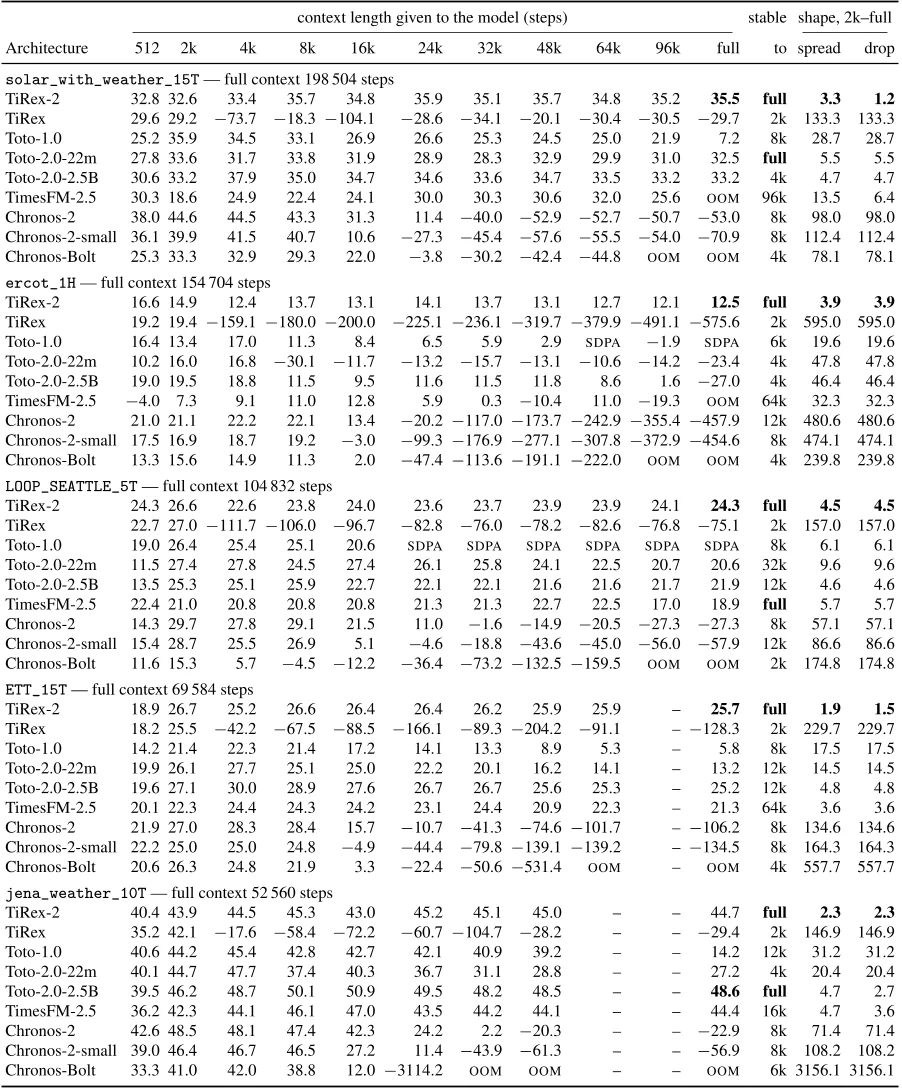 context length given to the model (steps) stable shape, 2k–full
Architecture 512 2k 4k 8k 16k 24k 32k 48k 64k 96k full to spread drop
solar_with_weather_15T — full context 198 504 steps
TiRex-2 32.8 32.6 33.4 35.7 34.8 35.9 35.1 35.7 34.8 35.2 35.5 full 3.3 1.2
TiRex 29.6 29.2 −73.7 −18.3 −104.1 −28.6 −34.1 −20.1 −30.4 −30.5 −29.7 2k 133.3 133.3
Toto-1.0 25.2 35.9 34.5 33.1 26.9 26.6 25.3 24.5 25.0 21.9 7.2 8k 28.7 28.7
Toto-2.0-22m 27.8 33.6 31.7 33.8 31.9 28.9 28.3 32.9 29.9 31.0 32.5 full 5.5 5.5
Toto-2.0-2.5B 30.6 33.2 37.9 35.0 34.7 34.6 33.6 34.7 33.5 33.2 33.2 4k 4.7 4.7
TimesFM-2.5 30.3 18.6 24.9 22.4 24.1 30.0 30.3 30.6 32.0 25.6 OOM 96k 13.5 6.4
Chronos-2 38.0 44.6 44.5 43.3 31.3 11.4 −40.0 −52.9 −52.7 −50.7 −53.0 8k 98.0 98.0
Chronos-2-small 36.1 39.9 41.5 40.7 10.6 −27.3 −45.4 −57.6 −55.5 −54.0 −70.9 8k 112.4 112.4
Chronos-Bolt 25.3 33.3 32.9 29.3 22.0 −3.8 −30.2 −42.4 −44.8 OOM OOM 4k 78.1 78.1
ercot_1H — full context 154 704 steps
TiRex-2 16.6 14.9 12.4 13.7 13.1 14.1 13.7 13.1 12.7 12.1 12.5 full 3.9 3.9
TiRex 19.2 19.4 −159.1 −180.0 −200.0 −225.1 −236.1 −319.7 −379.9 −491.1 −575.6 2k 595.0 595.0
Toto-1.0 16.4 13.4 17.0 11.3 8.4 6.5 5.9 2.9 SDPA −1.9 SDPA 6k 19.6 19.6
Toto-2.0-22m 10.2 16.0 16.8 −30.1 −11.7 −13.2 −15.7 −13.1 −10.6 −14.2 −23.4 4k 47.8 47.8
Toto-2.0-2.5B 19.0 19.5 18.8 11.5 9.5 11.6 11.5 11.8 8.6 1.6 −27.0 4k 46.4 46.4
TimesFM-2.5 −4.0 7.3 9.1 11.0 12.8 5.9 0.3 −10.4 11.0 −19.3 OOM 64k 32.3 32.3
Chronos-2 21.0 21.1 22.2 22.1 13.4 −20.2 −117.0 −173.7 −242.9 −355.4 −457.9 12k 480.6 480.6
Chronos-2-small 17.5 16.9 18.7 19.2 −3.0 −99.3 −176.9 −277.1 −307.8 −372.9 −454.6 8k 474.1 474.1
Chronos-Bolt 13.3 15.6 14.9 11.3 2.0 −47.4 −113.6 −191.1 −222.0 OOM OOM 4k 239.8 239.8
LOOP_SEATTLE_5T — full context 104 832 steps
TiRex-2 24.3 26.6 22.6 23.8 24.0 23.6 23.7 23.9 23.9 24.1 24.3 full 4.5 4.5
TiRex 22.7 27.0 −111.7 −106.0 −96.7 −82.8 −76.0 −78.2 −82.6 −76.8 −75.1 2k 157.0 157.0
Toto-1.0 19.0 26.4 25.4 25.1 20.6 SDPA SDPA SDPA SDPA SDPA SDPA 8k 6.1 6.1
Toto-2.0-22m 11.5 27.4 27.8 24.5 27.4 26.1 25.8 24.1 22.5 20.7 20.6 32k 9.6 9.6
Toto-2.0-2.5B 13.5 25.3 25.1 25.9 22.7 22.1 22.1 21.6 21.6 21.7 21.9 12k 4.6 4.6
TimesFM-2.5 22.4 21.0 20.8 20.8 20.8 21.3 21.3 22.7 22.5 17.0 18.9 full 5.7 5.7
Chronos-2 14.3 29.7 27.8 29.1 21.5 11.0 −1.6 −14.9 −20.5 −27.3 −27.3 8k 57.1 57.1
Chronos-2-small 15.4 28.7 25.5 26.9 5.1 −4.6 −18.8 −43.6 −45.0 −56.0 −57.9 12k 86.6 86.6
Chronos-Bolt 11.6 15.3 5.7 −4.5 −12.2 −36.4 −73.2 −132.5 −159.5 OOM OOM 2k 174.8 174.8
ETT_15T — full context 69 584 steps
TiRex-2 18.9 26.7 25.2 26.6 26.4 26.4 26.2 25.9 25.9 – 25.7 full 1.9 1.5
TiRex 18.2 25.5 −42.2 −67.5 −88.5 −166.1 −89.3 −204.2 −91.1 – −128.3 2k 229.7 229.7
Toto-1.0 14.2 21.4 22.3 21.4 17.2 14.1 13.3 8.9 5.3 – 5.8 8k 17.5 17.5
Toto-2.0-22m 19.9 26.1 27.7 25.1 25.0 22.2 20.1 16.2 14.1 – 13.2 12k 14.5 14.5
Toto-2.0-2.5B 19.6 27.1 30.0 28.9 27.6 26.7 26.7 25.6 25.3 – 25.2 12k 4.8 4.8
TimesFM-2.5 20.1 22.3 24.4 24.3 24.2 23.1 24.4 20.9 22.3 – 21.3 64k 3.6 3.6
Chronos-2 21.9 27.0 28.3 28.4 15.7 −10.7 −41.3 −74.6 −101.7 – −106.2 8k 134.6 134.6
Chronos-2-small 22.2 25.0 25.0 24.8 −4.9 −44.4 −79.8 −139.1 −139.2 – −134.5 8k 164.3 164.3
Chronos-Bolt 20.6 26.3 24.8 21.9 3.3 −22.4 −50.6 −531.4 OOM – OOM 4k 557.7 557.7
jena_weather_10T — full context 52 560 steps
TiRex-2 40.4 43.9 44.5 45.3 43.0 45.2 45.1 45.0 – – 44.7 full 2.3 2.3
TiRex 35.2 42.1 −17.6 −58.4 −72.2 −60.7 −104.7 −28.2 – – −29.4 2k 146.9 146.9
Toto-1.0 40.6 44.2 45.4 42.8 42.7 42.1 40.9 39.2 – – 14.2 12k 31.2 31.2
Toto-2.0-22m 40.1 44.7 47.7 37.4 40.3 36.7 31.1 28.8 – – 27.2 4k 20.4 20.4
Toto-2.0-2.5B 39.5 46.2 48.7 50.1 50.9 49.5 48.2 48.5 – – 48.6 full 4.7 2.7
TimesFM-2.5 36.2 42.3 44.1 46.1 47.0 43.5 44.2 44.1 – – 44.4 16k 4.7 3.6
Chronos-2 42.6 48.5 48.1 47.4 42.3 24.2 2.2 −20.3 – – −22.9 8k 71.4 71.4
Chronos-2-small 39.0 46.4 46.7 46.5 27.2 11.4 −43.9 −61.3 – – −56.9 8k 108.2 108.2
Chronos-Bolt 33.3 41.0 42.0 38.8 12.0 −3114.2 OOM OOM – – OOM 6k 3156.1 3156.1